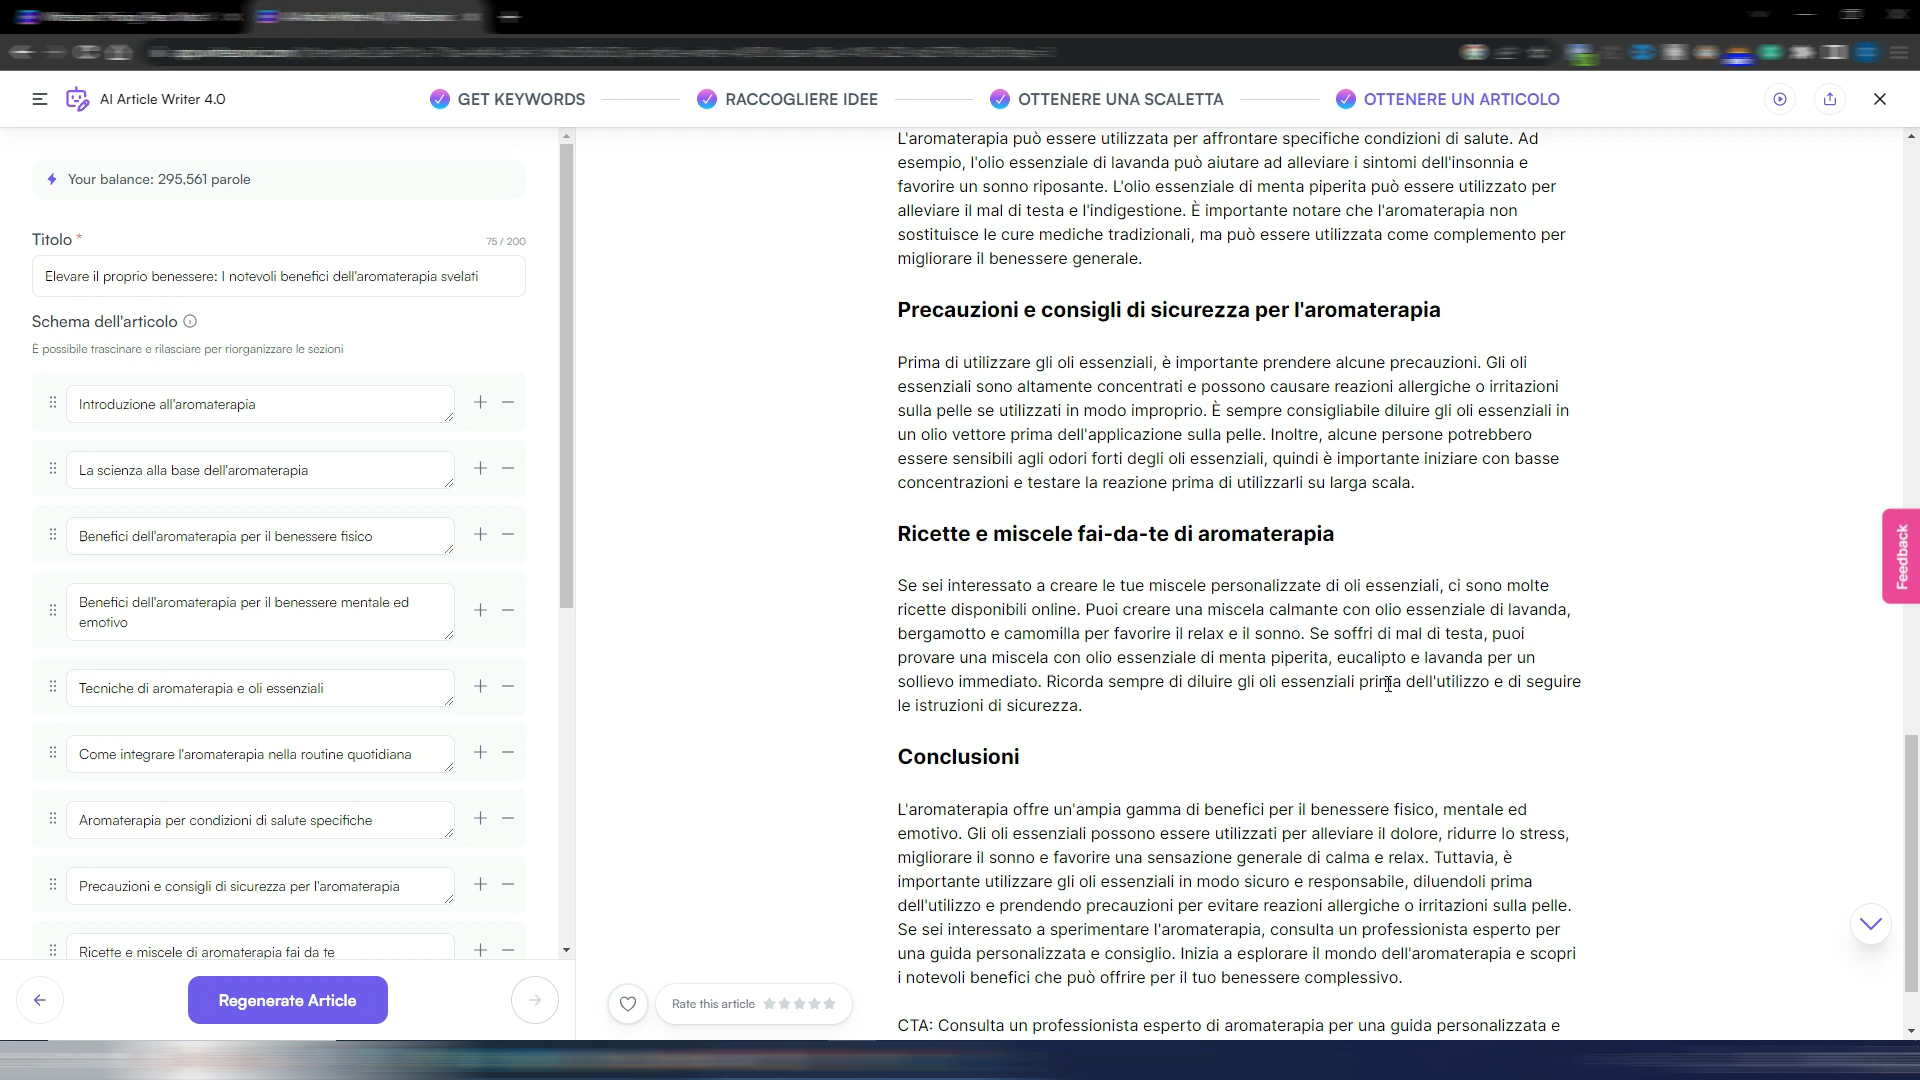 AI Article Writer 4.0
GET KEYWORDS
RACCOGLIERE IDEE
OTTENERE UNA SCALETTA
OTTENERE UN ARTICOLO
Your balance: 295,561 parole
Titolo *
75 / 200
Elevare il proprio benessere: I notevoli benefici dell'aromaterapia svelati
Schema dell'articolo
È possibile trascinare e rilasciare per riorganizzare le sezioni
Introduzione all'aromaterapia
La scienza alla base dell'aromaterapia
Benefici dell'aromaterapia per il benessere fisico
Benefici dell'aromaterapia per il benessere mentale ed
emotivo
Tecniche di aromaterapia e oli essenziali
Come integrare l'aromaterapia nella routine quotidiana
Aromaterapia per condizioni di salute specifiche
Precauzioni e consigli di sicurezza per l'aromaterapia
Ricette e miscele di aromaterapia fai da te
Regenerate Article
L'aromaterapia può essere utilizzata per affrontare specifiche condizioni di salute. Ad
esempio, l'olio essenziale di lavanda può aiutare ad alleviare i sintomi dell'insonnia e
favorire un sonno riposante. L'olio essenziale di menta piperita può essere utilizzato per
alleviare il mal di testa e l'indigestione. È importante notare che l'aromaterapia non
sostituisce le cure mediche tradizionali, ma può essere utilizzata come complemento per
migliorare il benessere generale.
Precauzioni e consigli di sicurezza per l'aromaterapia
Prima di utilizzare gli oli essenziali, è importante prendere alcune precauzioni. Gli oli
essenziali sono altamente concentrati e possono causare reazioni allergiche o irritazioni
sulla pelle se utilizzati in modo improprio. È sempre consigliabile diluire gli oli essenziali in
un olio vettore prima dell'applicazione sulla pelle. Inoltre, alcune persone potrebbero
essere sensibili agli odori forti degli oli essenziali, quindi è importante iniziare con basse
concentrazioni e testare la reazione prima di utilizzarli su larga scala.
Ricette e miscele fai-da-te di aromaterapia
Se sei interessato a creare le tue miscele personalizzate di oli essenziali, ci sono molte
ricette disponibili online. Puoi creare una miscela calmante con olio essenziale di lavanda,
bergamotto e camomilla per favorire il relax e il sonno. Se soffri di mal di testa, puoi
provare una miscela con olio essenziale di menta piperita, eucalipto e lavanda per un
sollievo immediato. Ricorda sempre di diluire gli oli essenziali prima dell'utilizzo e di seguire
le istruzioni di sicurezza.
Conclusioni
L'aromaterapia offre un'ampia gamma di benefici per il benessere fisico, mentale ed
emotivo. Gli oli essenziali possono essere utilizzati per alleviare il dolore, ridurre lo stress,
migliorare il sonno e favorire una sensazione generale di calma e relax. Tuttavia, è
importante utilizzare gli oli essenziali in modo sicuro e responsabile, diluendoli prima
dell'utilizzo e prendendo precauzioni per evitare reazioni allergiche o irritazioni sulla pelle.
Se sei interessato a sperimentare l'aromaterapia, consulta un professionista esperto per
una guida personalizzata e consiglio. Inizia a esplorare il mondo dell'aromaterapia e scopri
i notevoli benefici che può offrire per il tuo benessere complessivo.
CTA: Consulta un professionista esperto di aromaterapia per una guida personalizzata e
Rate this article
Feedback